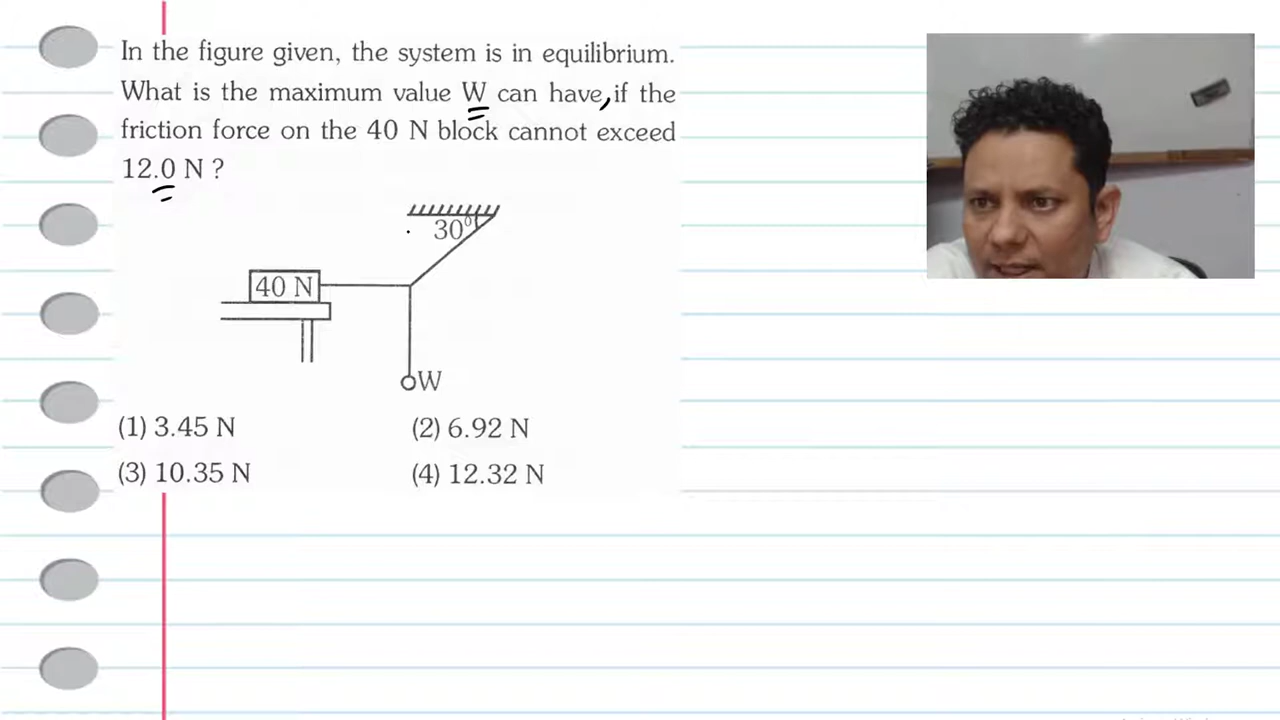 In the figure given, the system is in equilibrium.
What is the maximum value W can have, if the
friction force on the 40 N block cannot exceed
12.0 N ?
30⁰
40 N
W
(1) 3.45 N
(2) 6.92 N
(3) 10.35 N
(4) 12.32 N